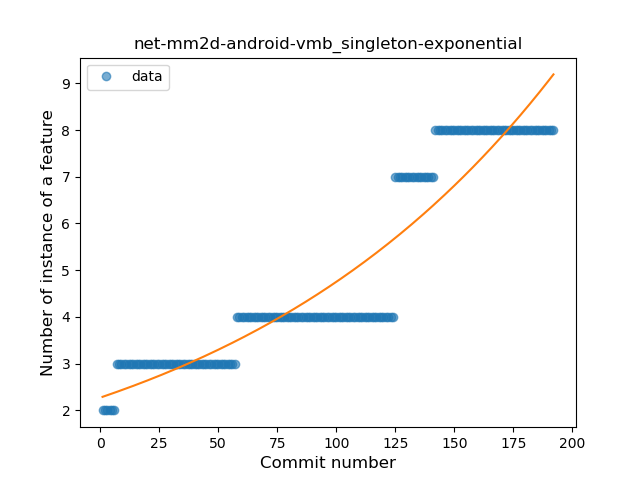 net-mm2d-android-vmb_singleton-exponential
data
Number of instance of a feature
9
8
7
6
5
4
3
2
0 25 50 75 100 125 150 175 200
Commit number